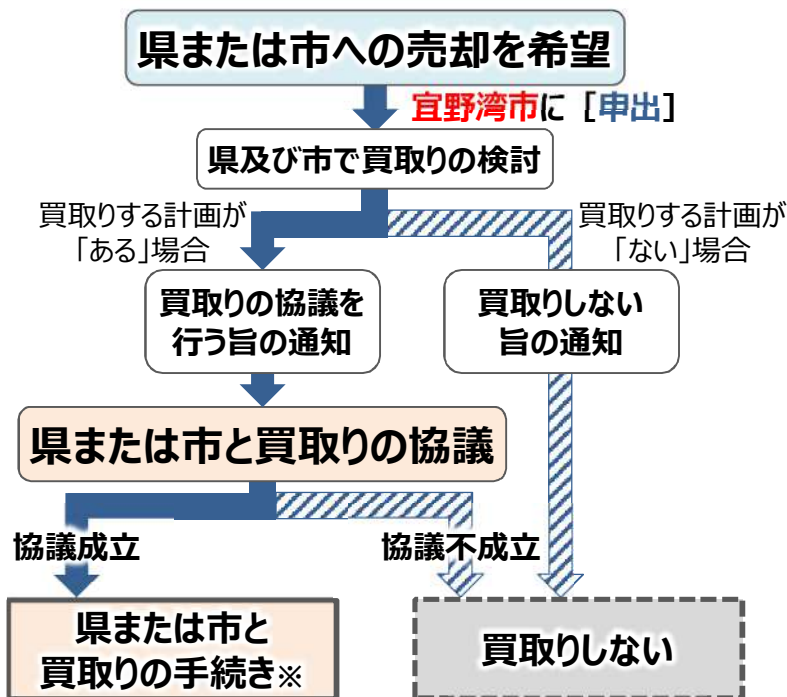 県または市への売却を希望
宜野湾市に［申出］
県及び市で買取りの検討
買取りする計画が
「ある」場合
買取りする計画が
「ない」場合
買取りの協議を
行う旨の通知
買取りしない
旨の通知
県または市と買取りの協議
協議成立
協議不成立
県または市と
買取りの手続き※
買取りしない